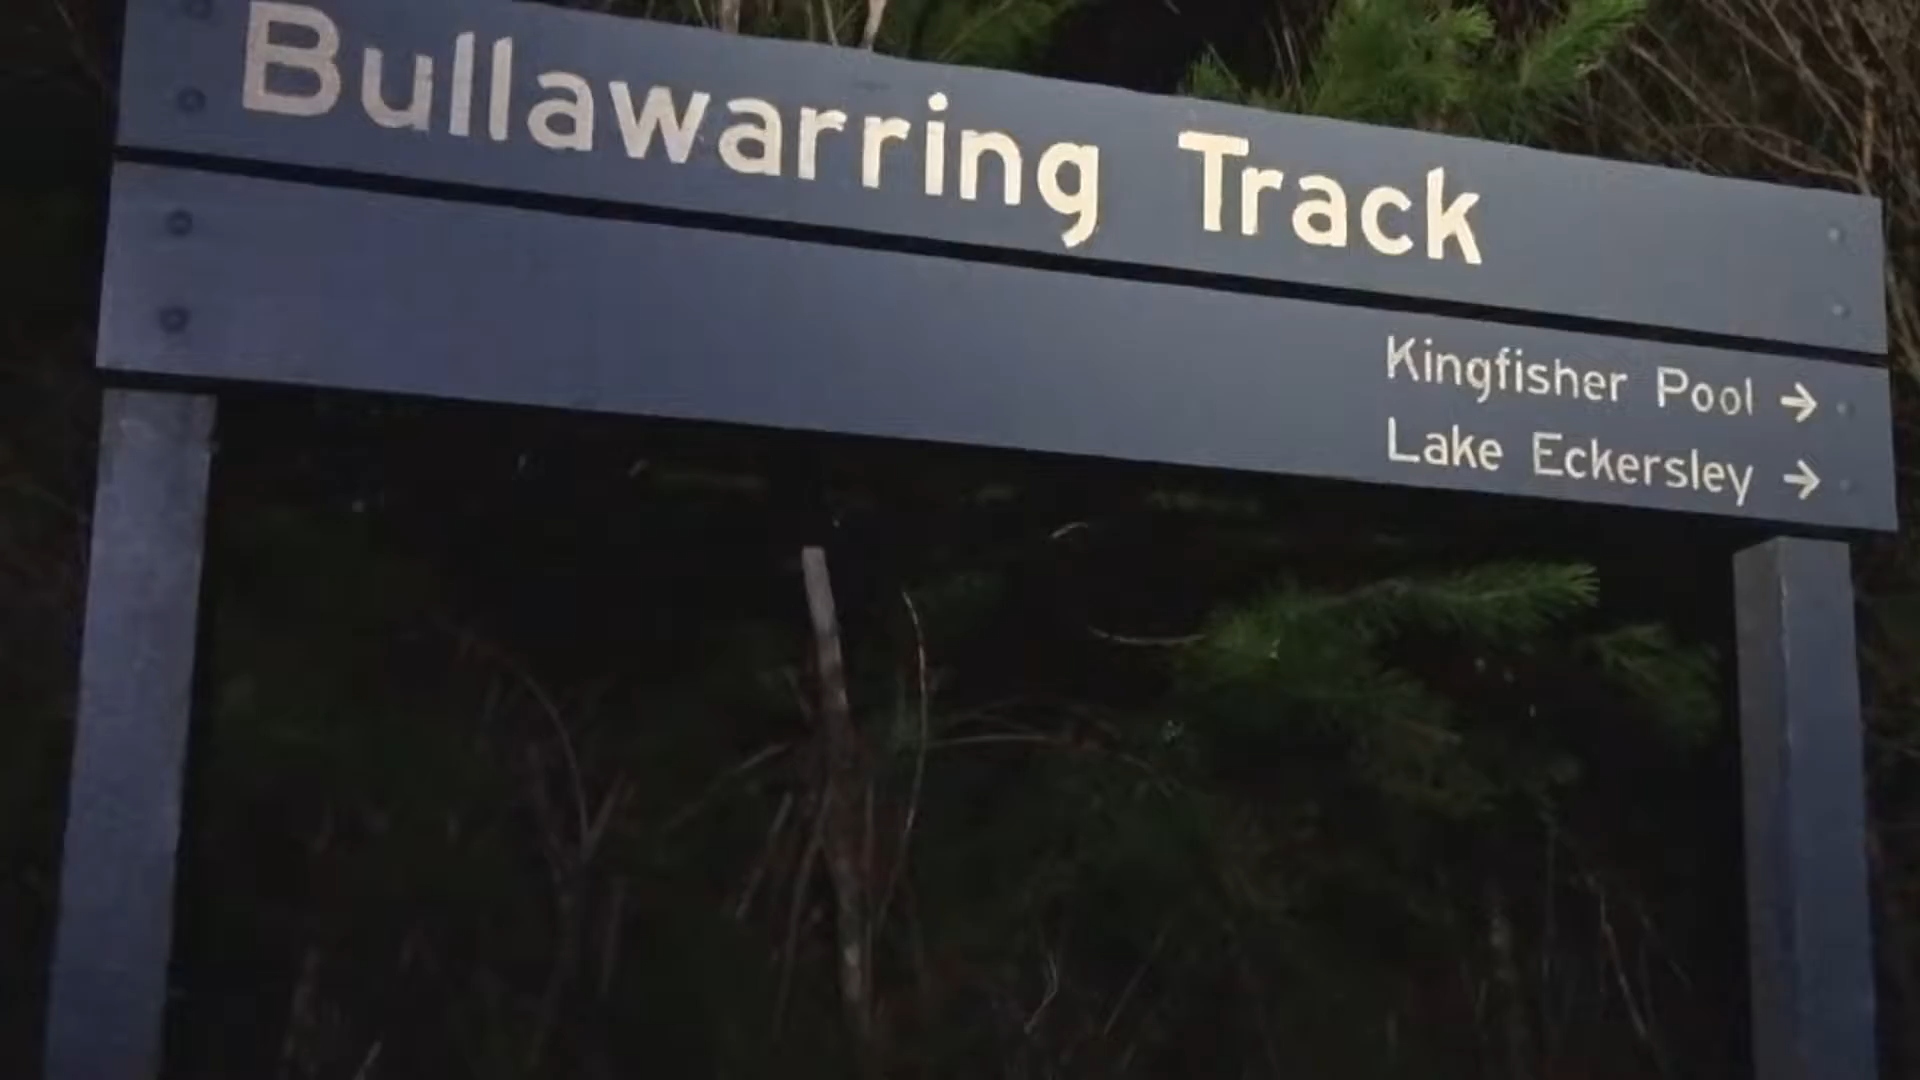 Bullawarring Track
Kingfisher Pool →
Lake Eckersley →